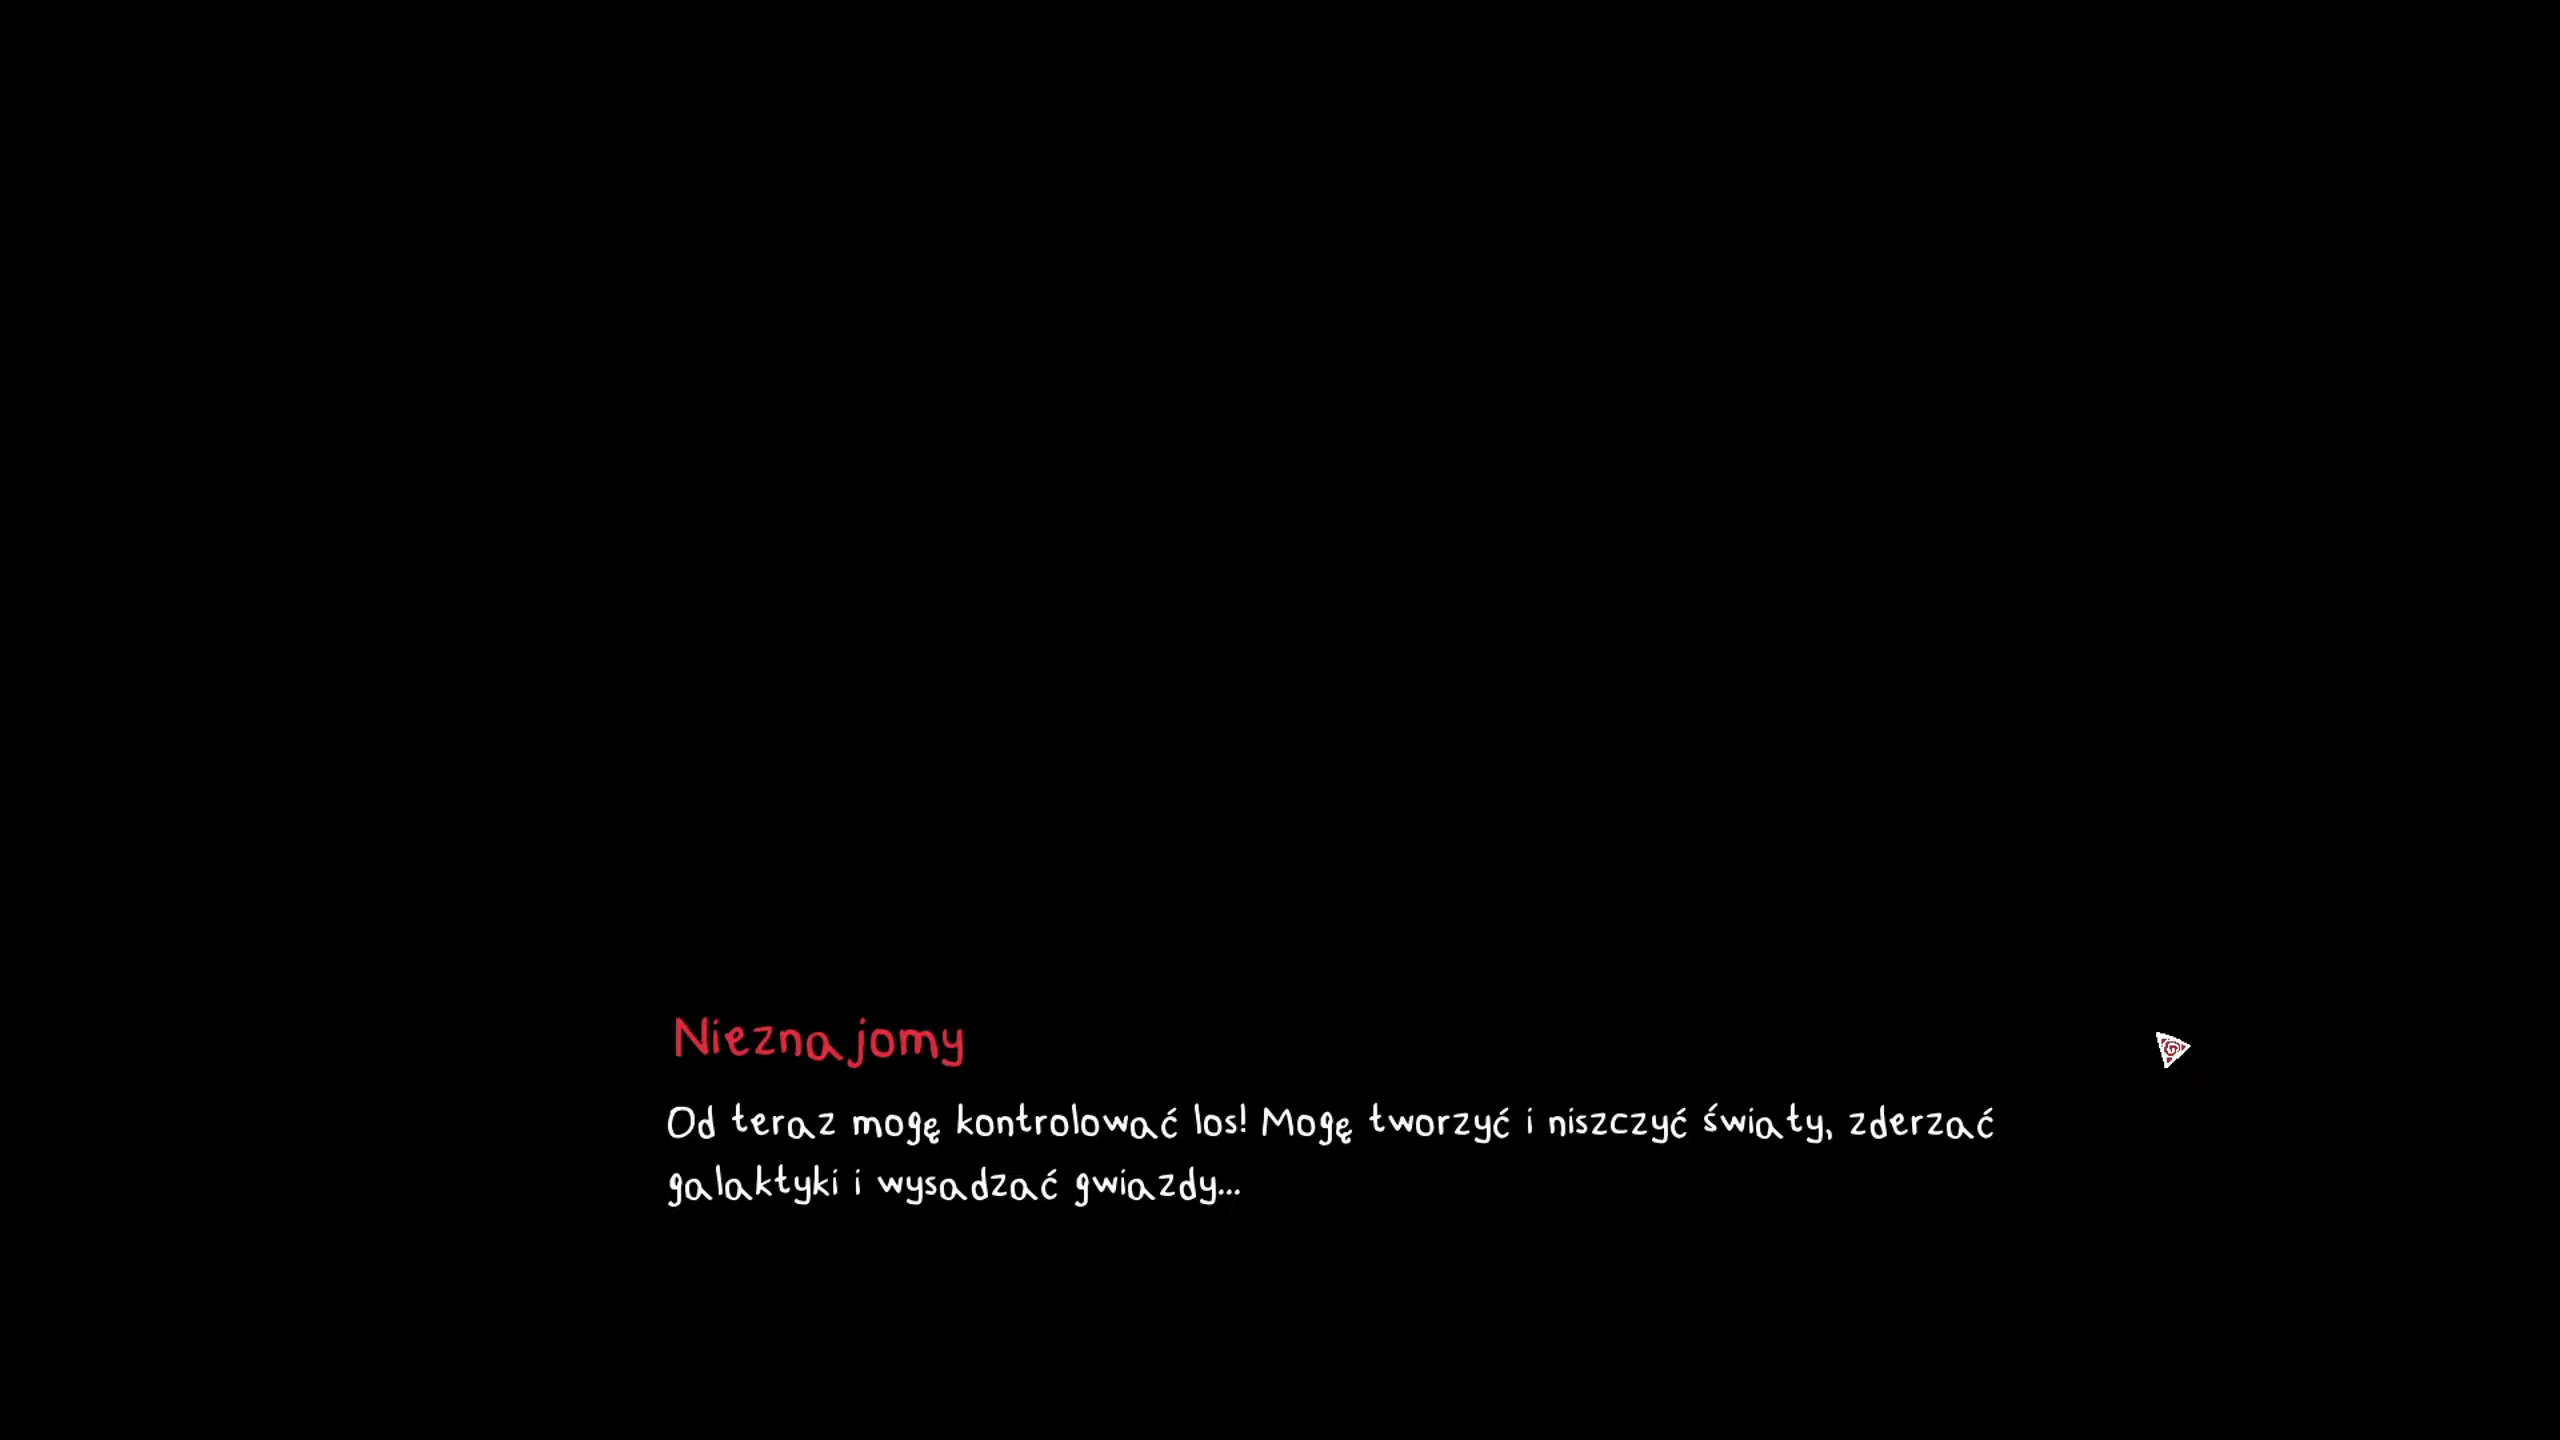 Nieznajomy
Od teraz mogę kontrolować los! Mogę tworzyć i niszczyć światy, zderzać
galaktyki i wysadzać gwiazdy...